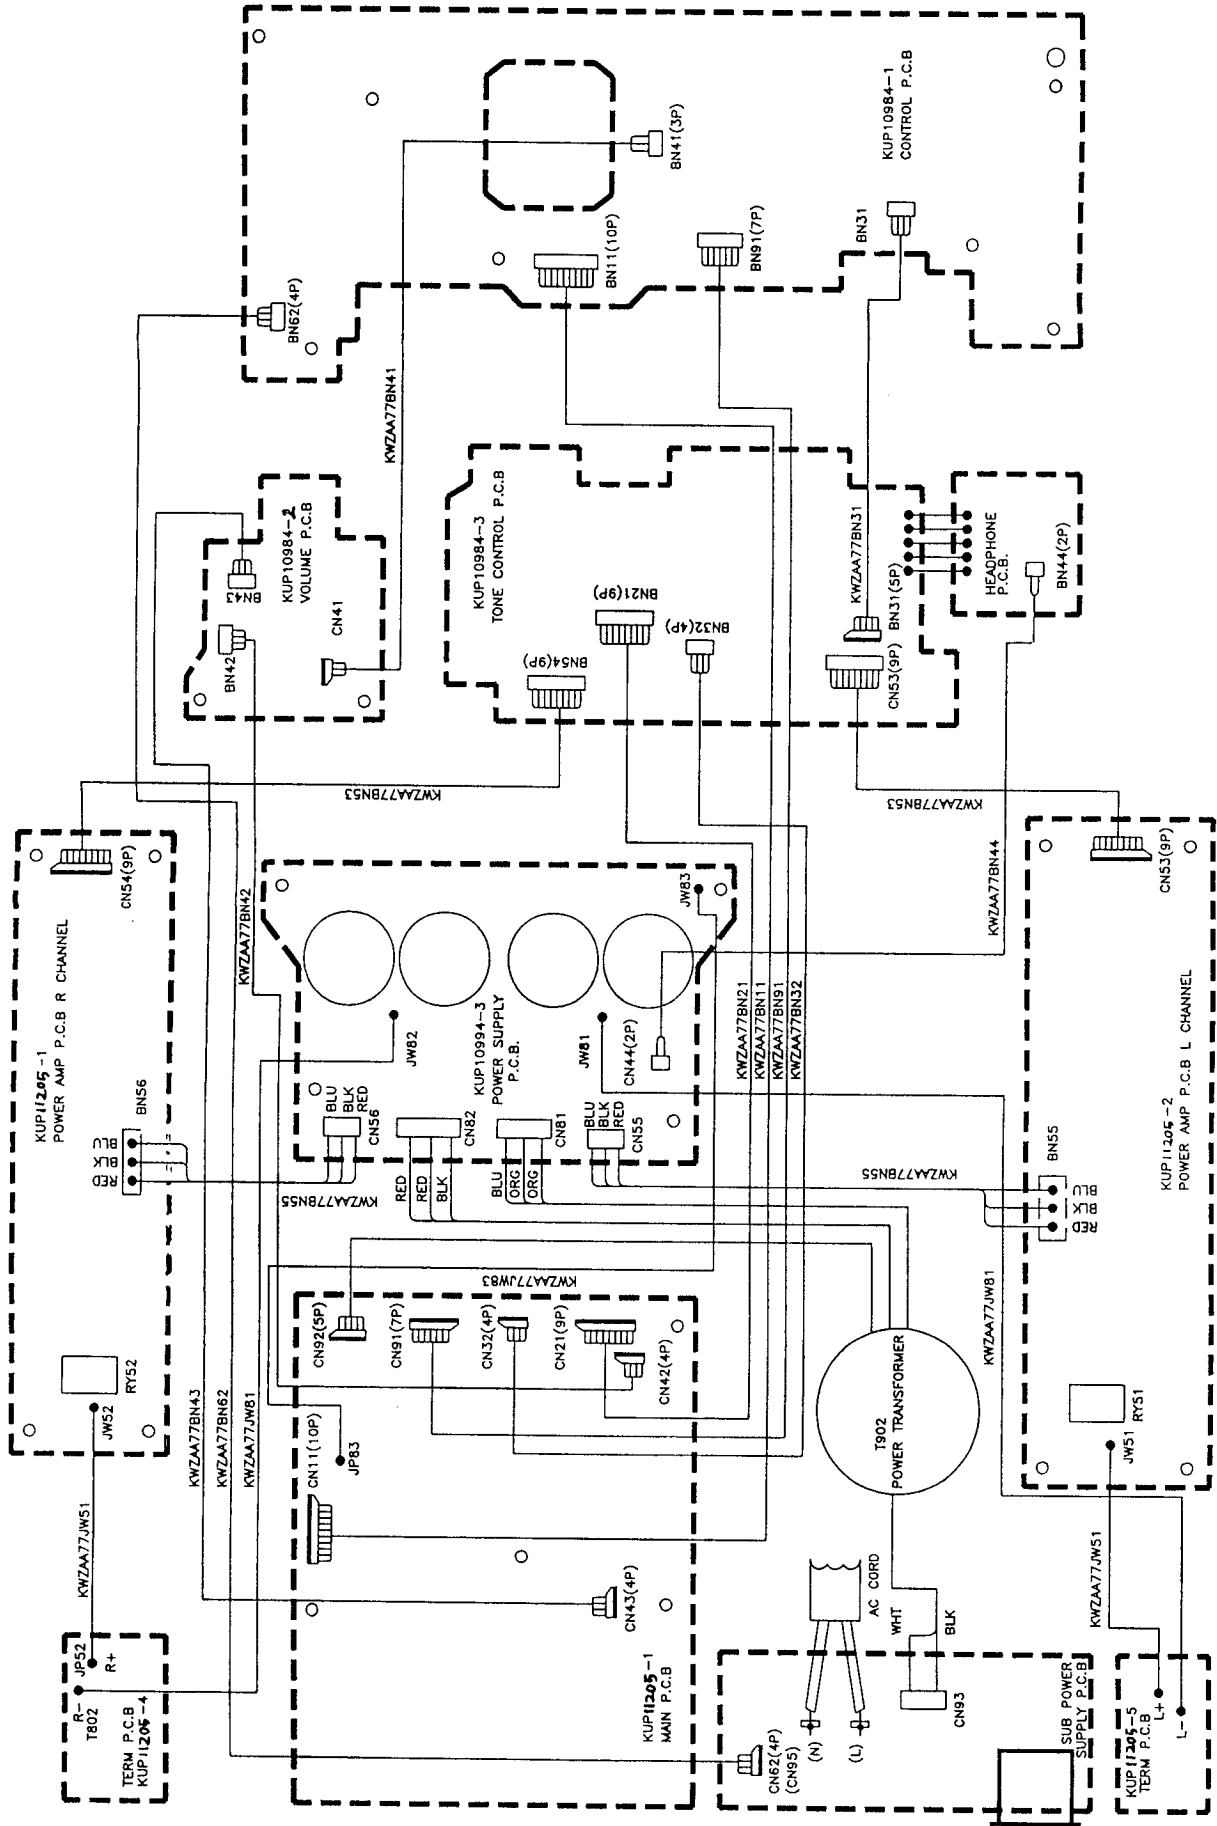 BN62(4P)
BN41(3P)
BN11(10P)
BN91(7P)
BN31
KUP10984-1
CONTROL P.C.B
KWZAA77BN41
BN43
KUP10984-2
VOLUME P.C.B
BN42
CN41
KUP10984-3
TONE CONTROL P.C.B
BN54(9P)
BN21(9P)
BN32(4P)
KWZAA77BN31
BN31(5P)
CN53(9P)
HEADPHONE
P.C.B.
BN44(2P)
KWZAA77BN53
KWZAA77BN53
CN54(9P)
KUP11205-1
POWER AMP P.C.B R CHANNEL
BN56
BLU
BLK
RED
RY52
JW52
KWZAA77BN42
JW83
KUP10994-3
POWER SUPPLY
P.C.B.
JW82
JW81
CN44(2P)
BLU
BLK
RED
CN56
CN82
CN81
BLU
BLK
RED
CN55
RED
RED
BLK
BLU
ORG
ORG
KWZAA77BN55
KWZAA77BN55
KWZAA77BN21
KWZAA77BN11
KWZAA77BN91
KWZAA77BN32
KWZAA77BN44
CN53(9P)
KUP11205-2
POWER AMP P.C.B L CHANNEL
BN55
BLU
BLK
RED
RY51
JW51
KWZAA77JW81
KWZAA77JW83
CN92(5P)
CN91(7P)
CN32(4P)
CN21(9P)
CN42(4P)
CN11(10P)
JP83
CN43(4P)
KUP11205-1
MAIN P.C.B
KWZAA77BN43
KWZAA77BN62
KWZAA77JW81
KWZAA77JW51
JP52
R+
R-
T802
TERM P.C.B
KUP11205-4
T902
POWER TRANSFORMER
AC CORD
WHT
BLK
CN62(4P)
(CN95)
(N)
(L)
CN93
SUB POWER
SUPPLY P.C.B
KWZAA77JW51
L+
L-
KUP11205-5
TERM P.C.B